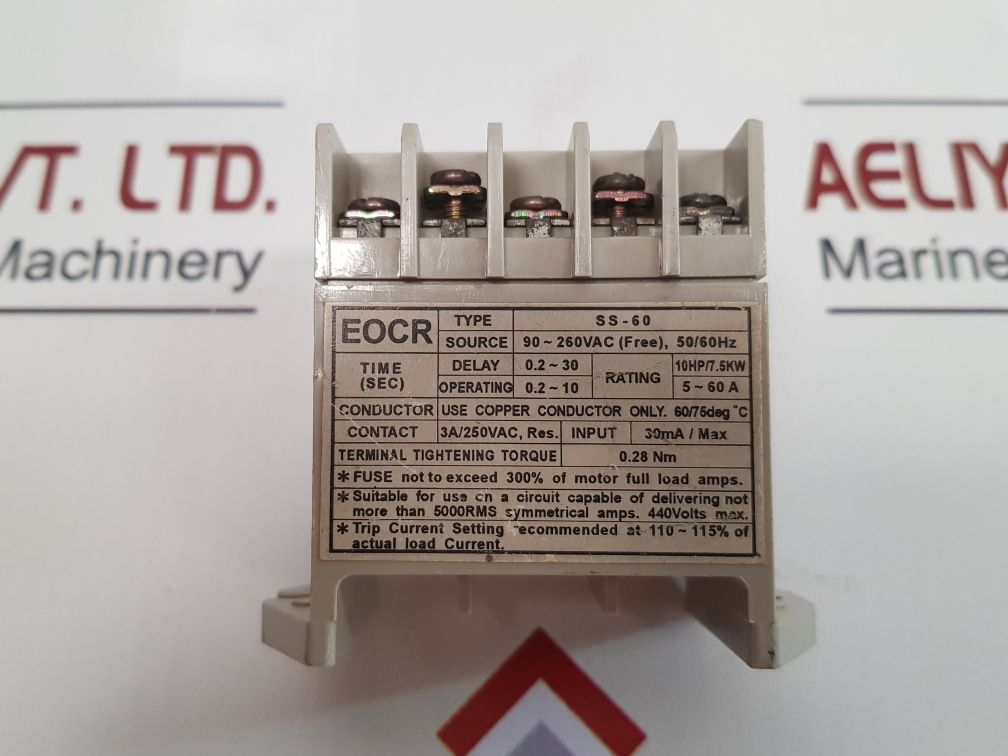 VT. LTD.
Machinery
AELIY
Marine
EOCR
TYPE SS-60
SOURCE 90~260VAC (Free), 50/60Hz
TIME (SEC)
DELAY 0.2~30
OPERATING 0.2~10
RATING
10HP/7.5KW
5~60 A
CONDUCTOR USE COPPER CONDUCTOR ONLY. 60/75deg °C
CONTACT 3A/250VAC, Res. INPUT 30mA / Max
TERMINAL TIGHTENING TORQUE 0.28 Nm
* FUSE not to exceed 300% of motor full load amps.
* Suitable for use on a circuit capable of delivering not
more than 5000RMS symmetrical amps. 440Volts max.
* Trip Current Setting recommended at 110~115% of
actual load Current.